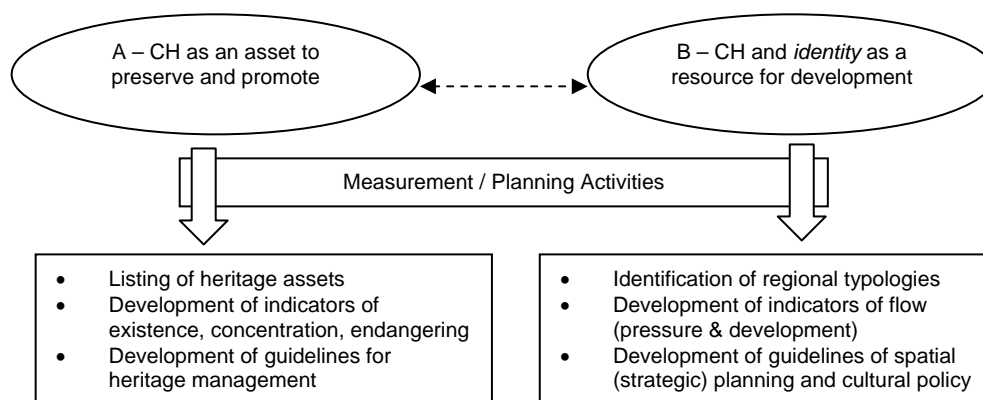 A – CH as an asset to
preserve and promote
B – CH and identity as a
resource for development
Measurement / Planning Activities
• Listing of heritage assets
• Development of indicators of
existence, concentration, endangering
• Development of guidelines for
heritage management
• Identification of regional typologies
• Development of indicators of flow
(pressure & development)
• Development of guidelines of spatial
(strategic) planning and cultural policy